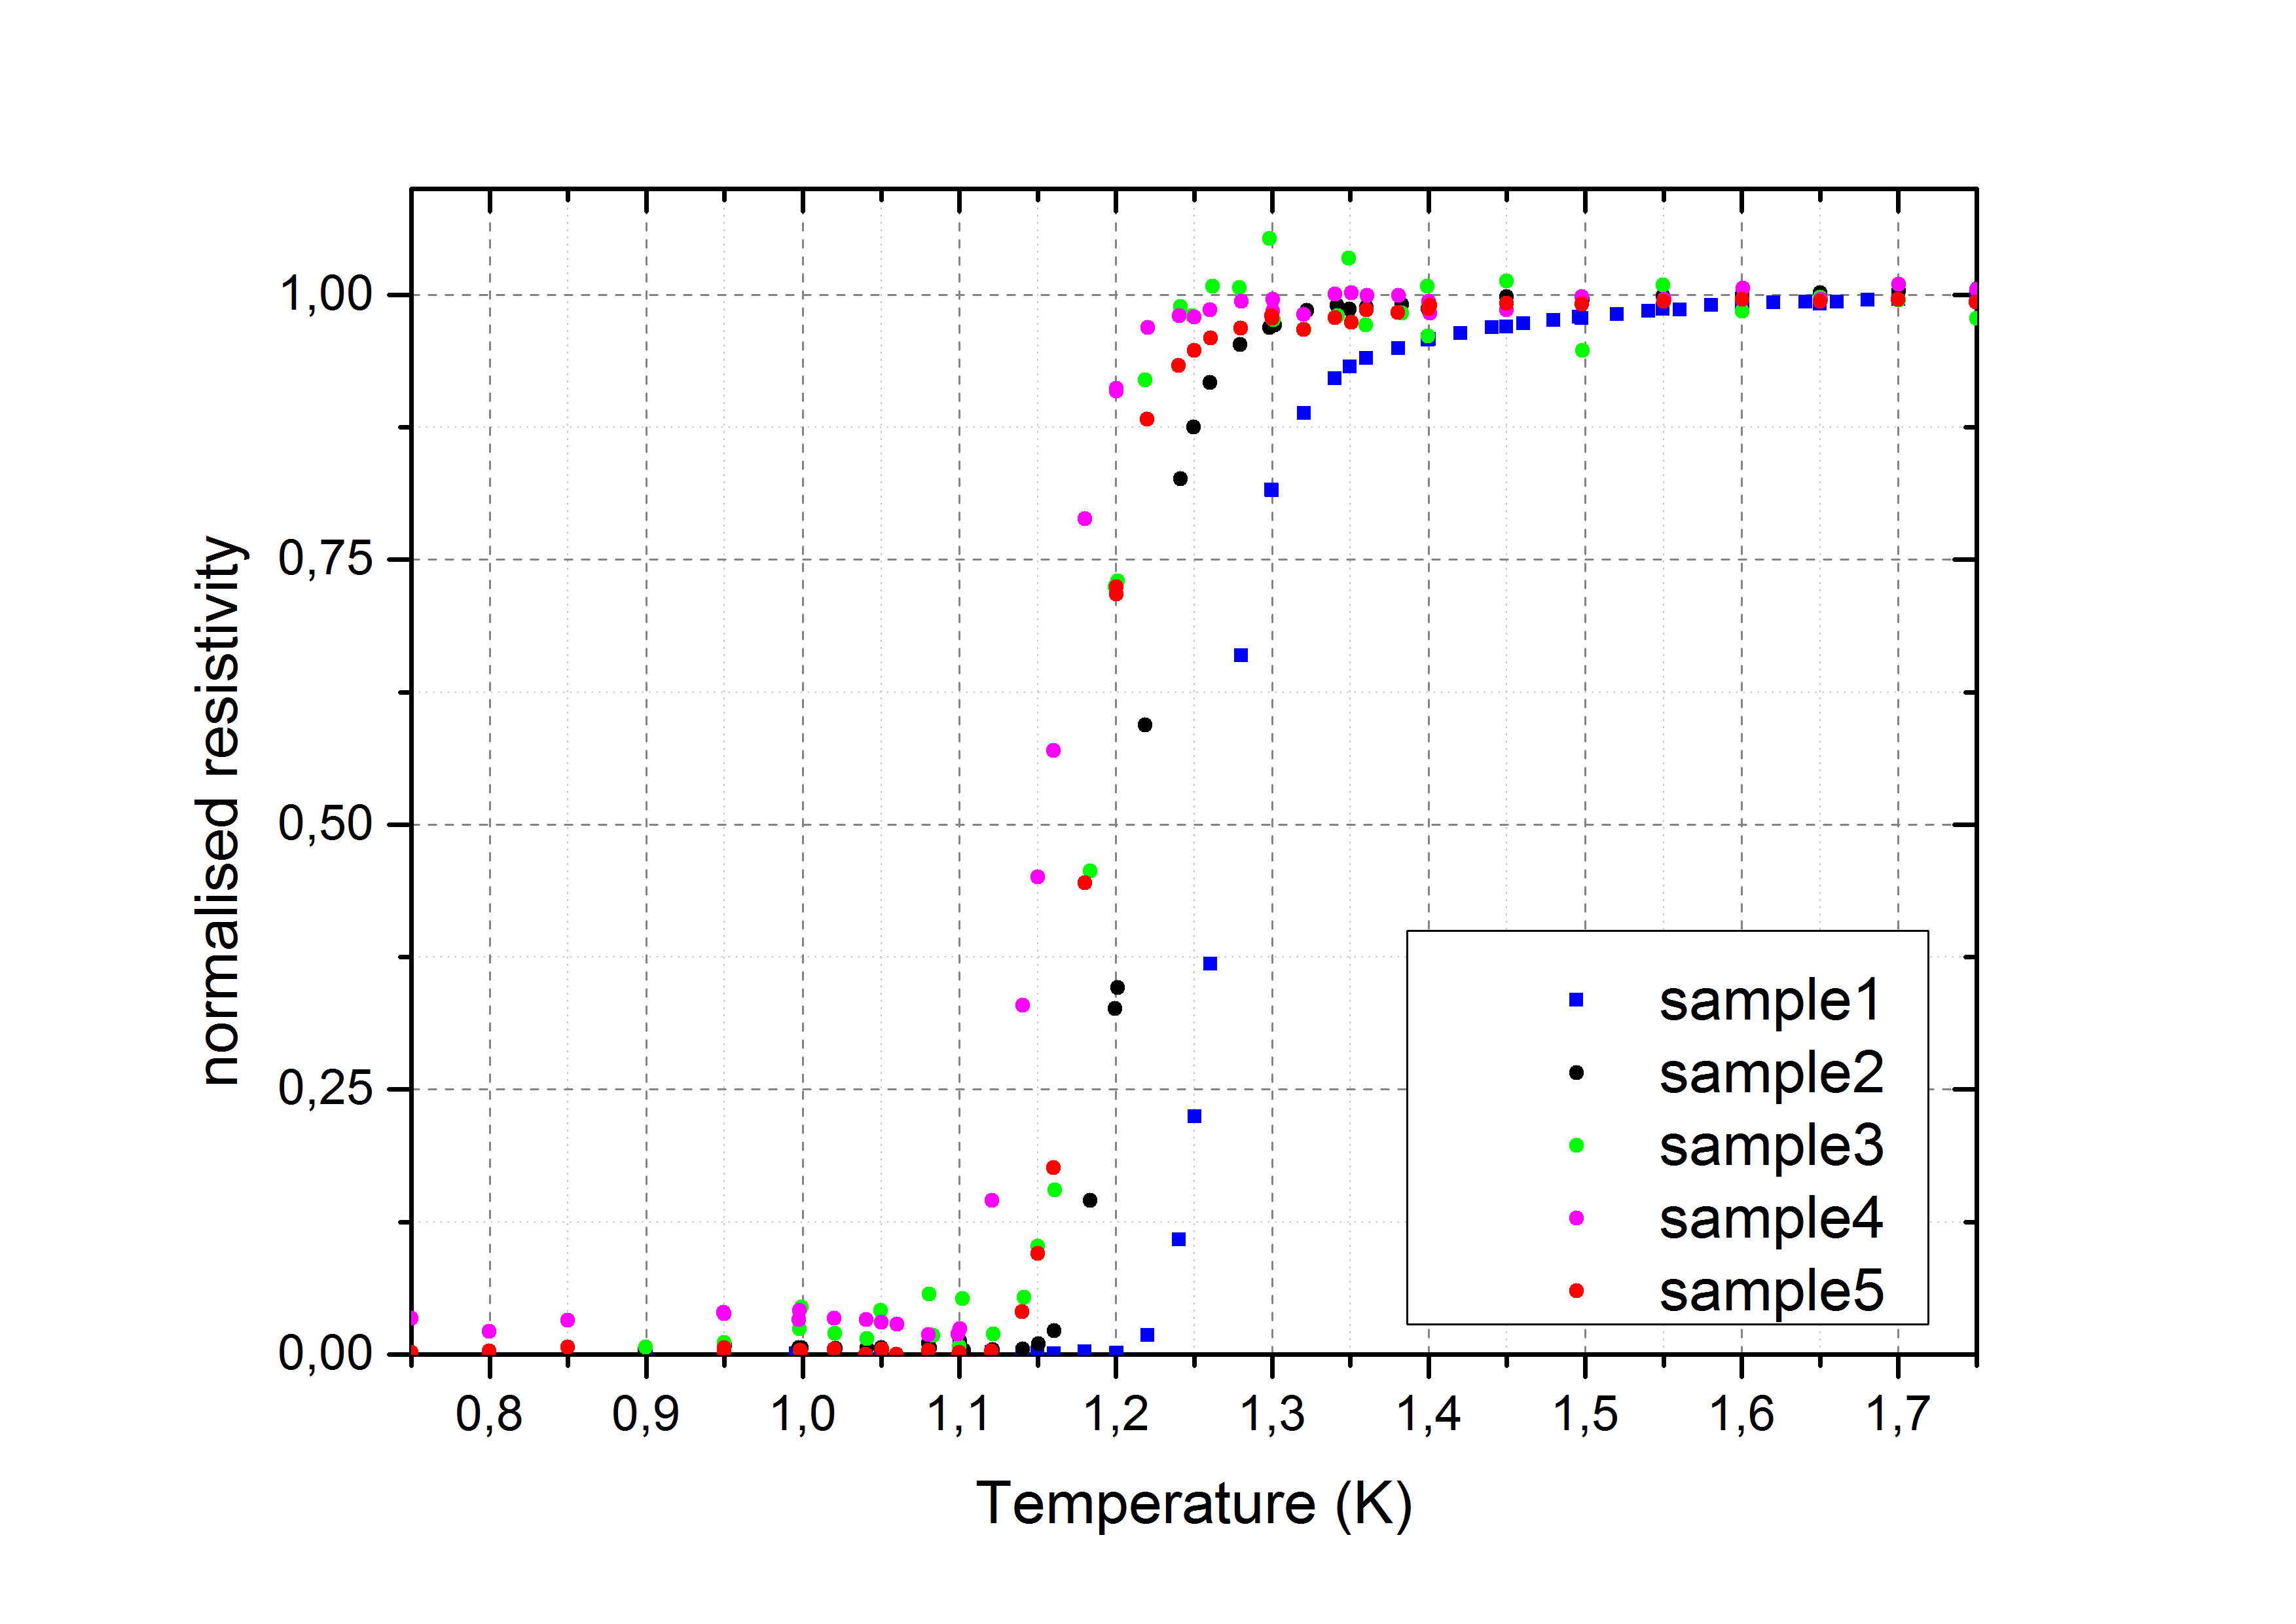 1,00
0,75
0,50
0,25
0,00
normalised resistivity
0,8 0,9 1,0 1,1 1,2 1,3 1,4 1,5 1,6 1,7
Temperature (K)
sample1
sample2
sample3
sample4
sample5